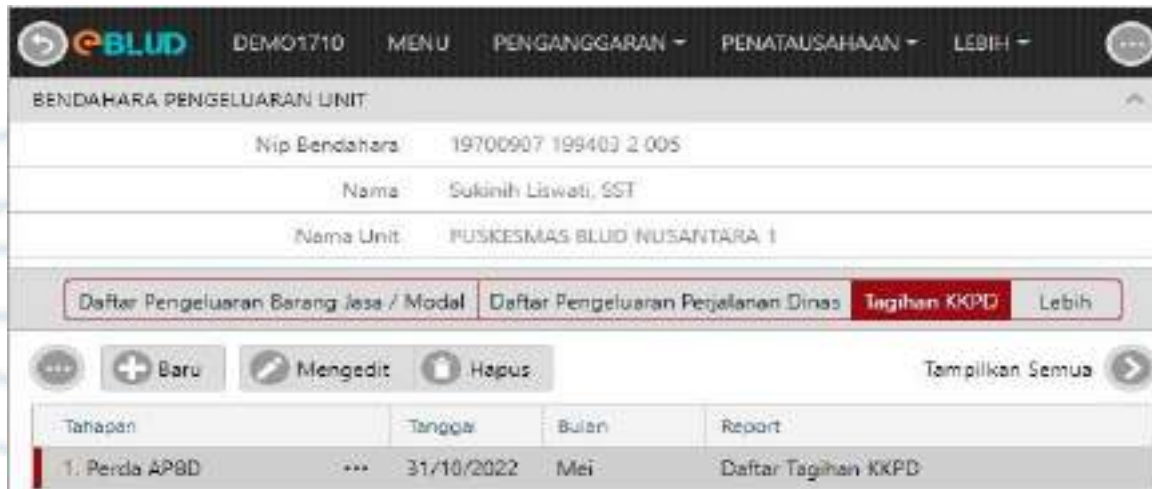 eBLUD DEMO1710 MENU PENGANGGARAN PENATAUSAHAAN LEBIH
BENDAHARA PENGELUARAN UNIT
Nip Bendahara 19700907 199403 2 005
Nama Sukinih Liswati, SST
Nama Unit PUSKESMAS BLUD NUSANTARA 1
Daftar Pengeluaran Barang Jasa / Modal Daftar Pengeluaran Perjalanan Dinas Tagihan KKPD Lebih
Baru Mengedit Hapus Tampilkan Semua
Tahapan Tanggal Bulan Report
1. Perda APBD ••• 31/10/2022 Mei Daftar Tagihan KKPD